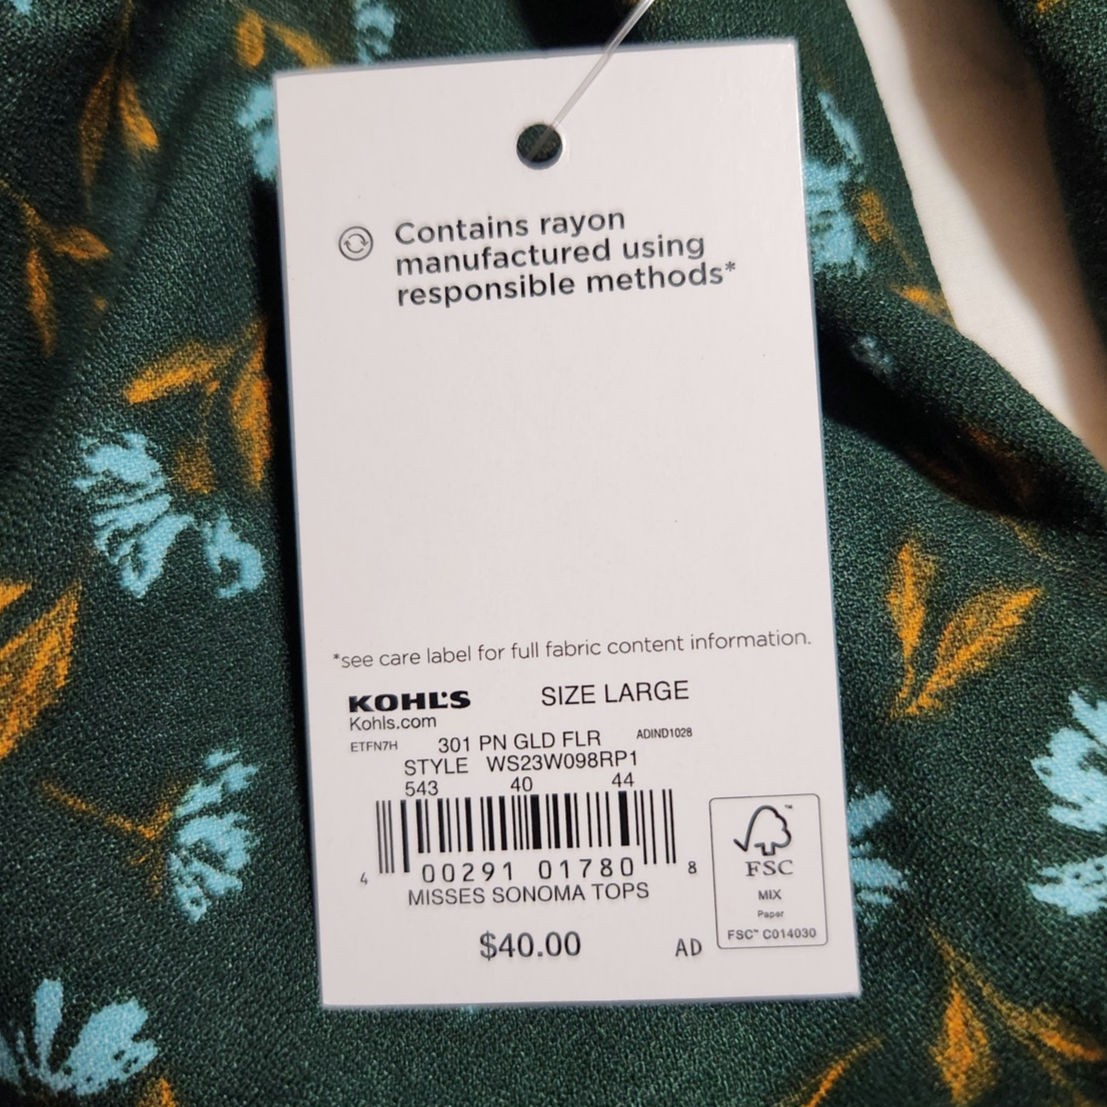 Contains rayon
manufactured using
responsible methods*
*see care label for full fabric content information.
KOHL'S
SIZE LARGE
Kohls.com
ETFN7H
301 PN GLD FLR
ADIND1028
STYLE WS23W098RP1
543 40 44
4 00291 01780 8
MISSES SONOMA TOPS
$40.00
AD
™
FSC
MIX
Paper
FSC™ C014030